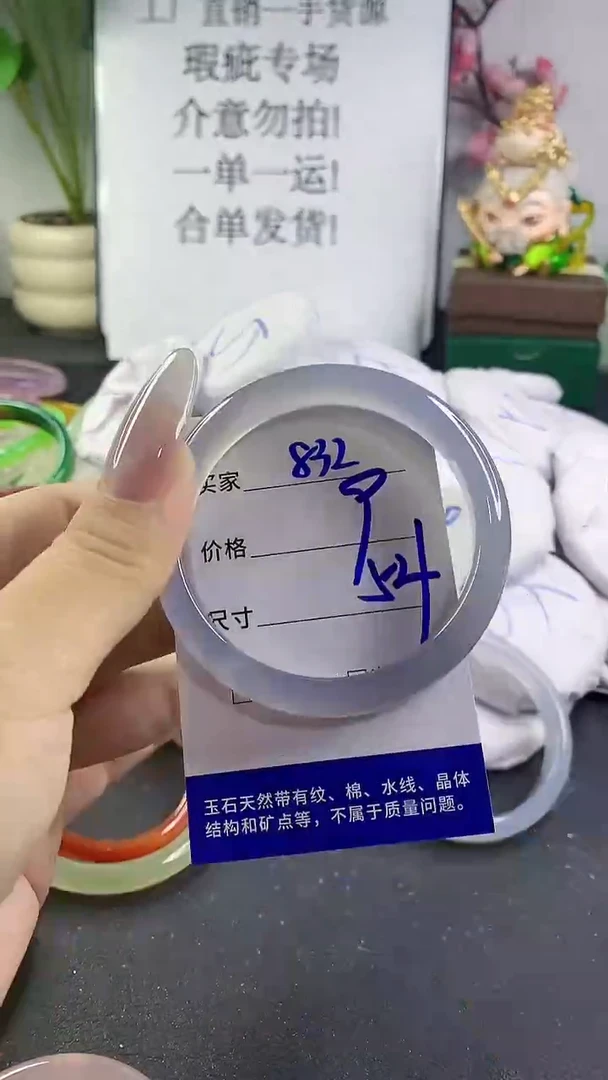 直销一手货源
瑕疵专场
介意勿拍!
一单一运!
合单发货!
买家 832
价格
尺寸 54
玉石天然带有纹、棉、水线、晶体
结构和矿点等，不属于质量问题。